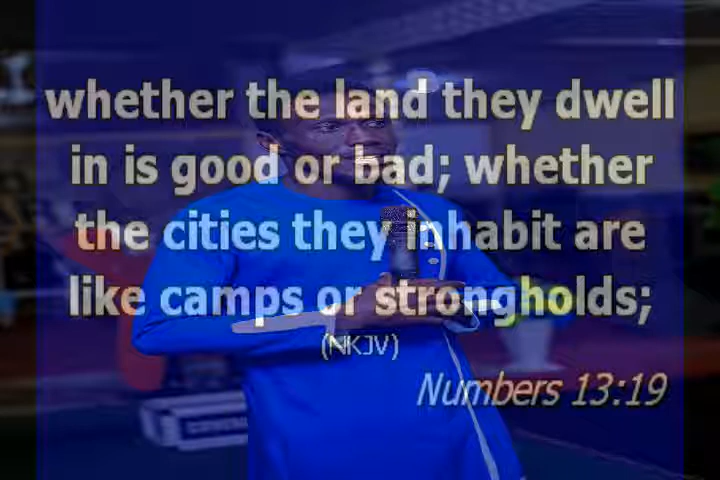 whether the land they dwell
in is good or bad; whether
the cities they inhabit are
like camps or strongholds;
(NKJV)
Numbers 13:19